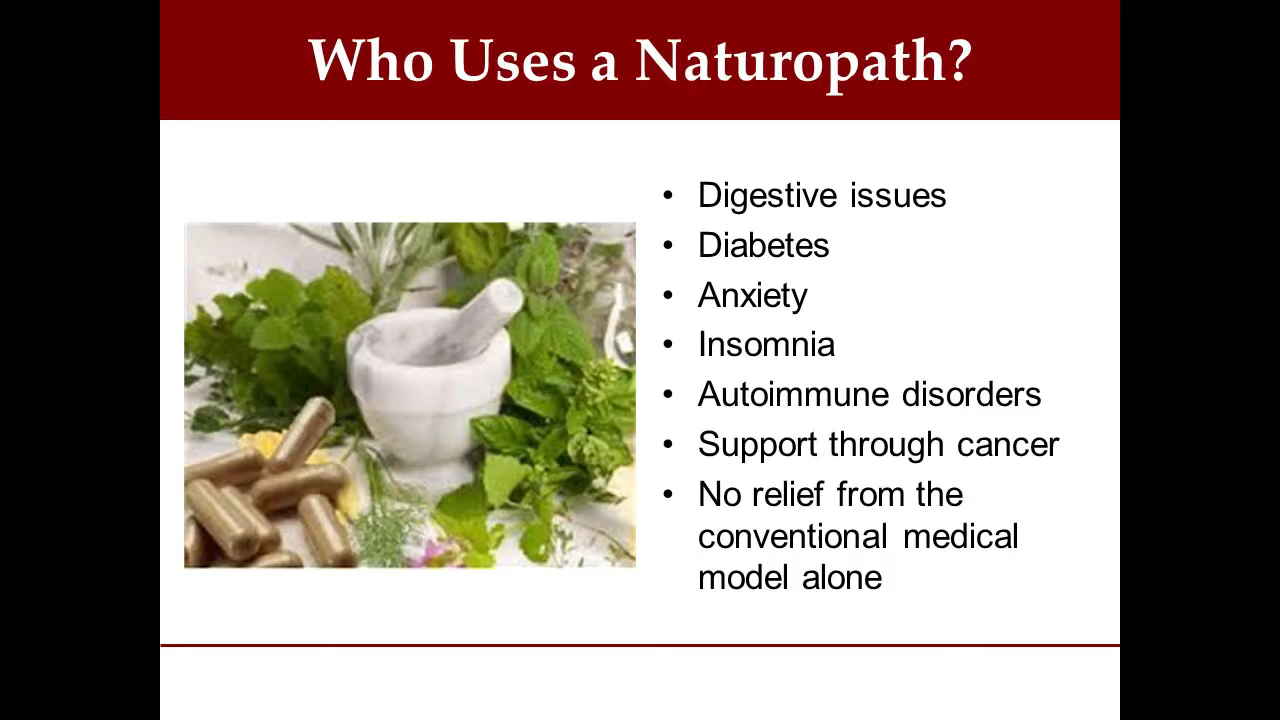 Who Uses a Naturopath?
• Digestive issues
• Diabetes
• Anxiety
• Insomnia
• Autoimmune disorders
• Support through cancer
• No relief from the
conventional medical
model alone